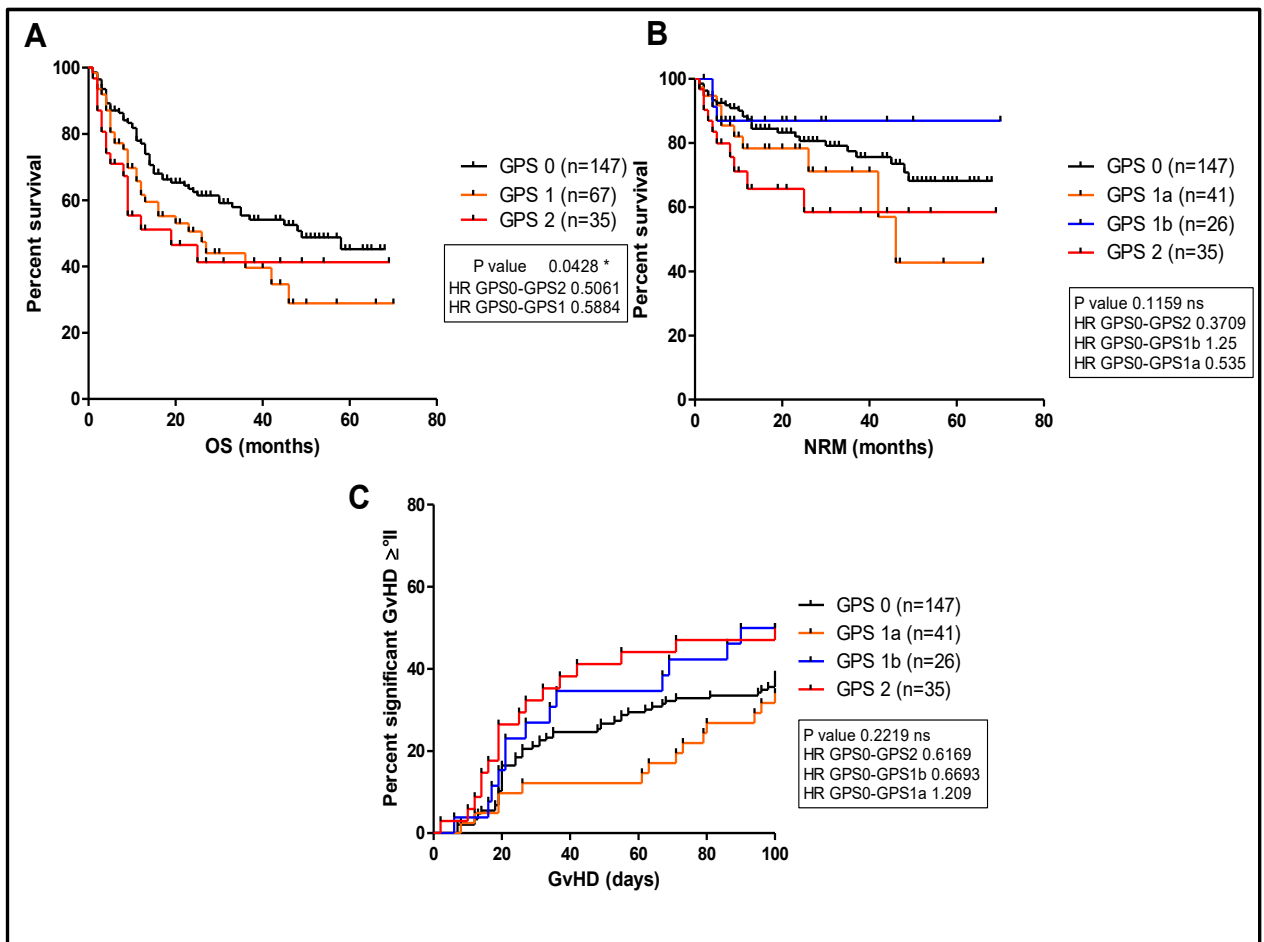 A
Percent survival
100
80
60
40
20
0
0 20 40 60 80
OS (months)
GPS 0 (n=147)
GPS 1 (n=67)
GPS 2 (n=35)
P value 0.0428 *
HR GPS0-GPS2 0.5061
HR GPS0-GPS1 0.5884
B
Percent survival
100
80
60
40
20
0
0 20 40 60 80
NRM (months)
GPS 0 (n=147)
GPS 1a (n=41)
GPS 1b (n=26)
GPS 2 (n=35)
P value 0.1159 ns
HR GPS0-GPS2 0.3709
HR GPS0-GPS1b 1.25
HR GPS0-GPS1a 0.535
C
Percent significant GvHD ≥°II
80
60
40
20
0
0 20 40 60 80 100
GvHD (days)
GPS 0 (n=147)
GPS 1a (n=41)
GPS 1b (n=26)
GPS 2 (n=35)
P value 0.2219 ns
HR GPS0-GPS2 0.6169
HR GPS0-GPS1b 0.6693
HR GPS0-GPS1a 1.209